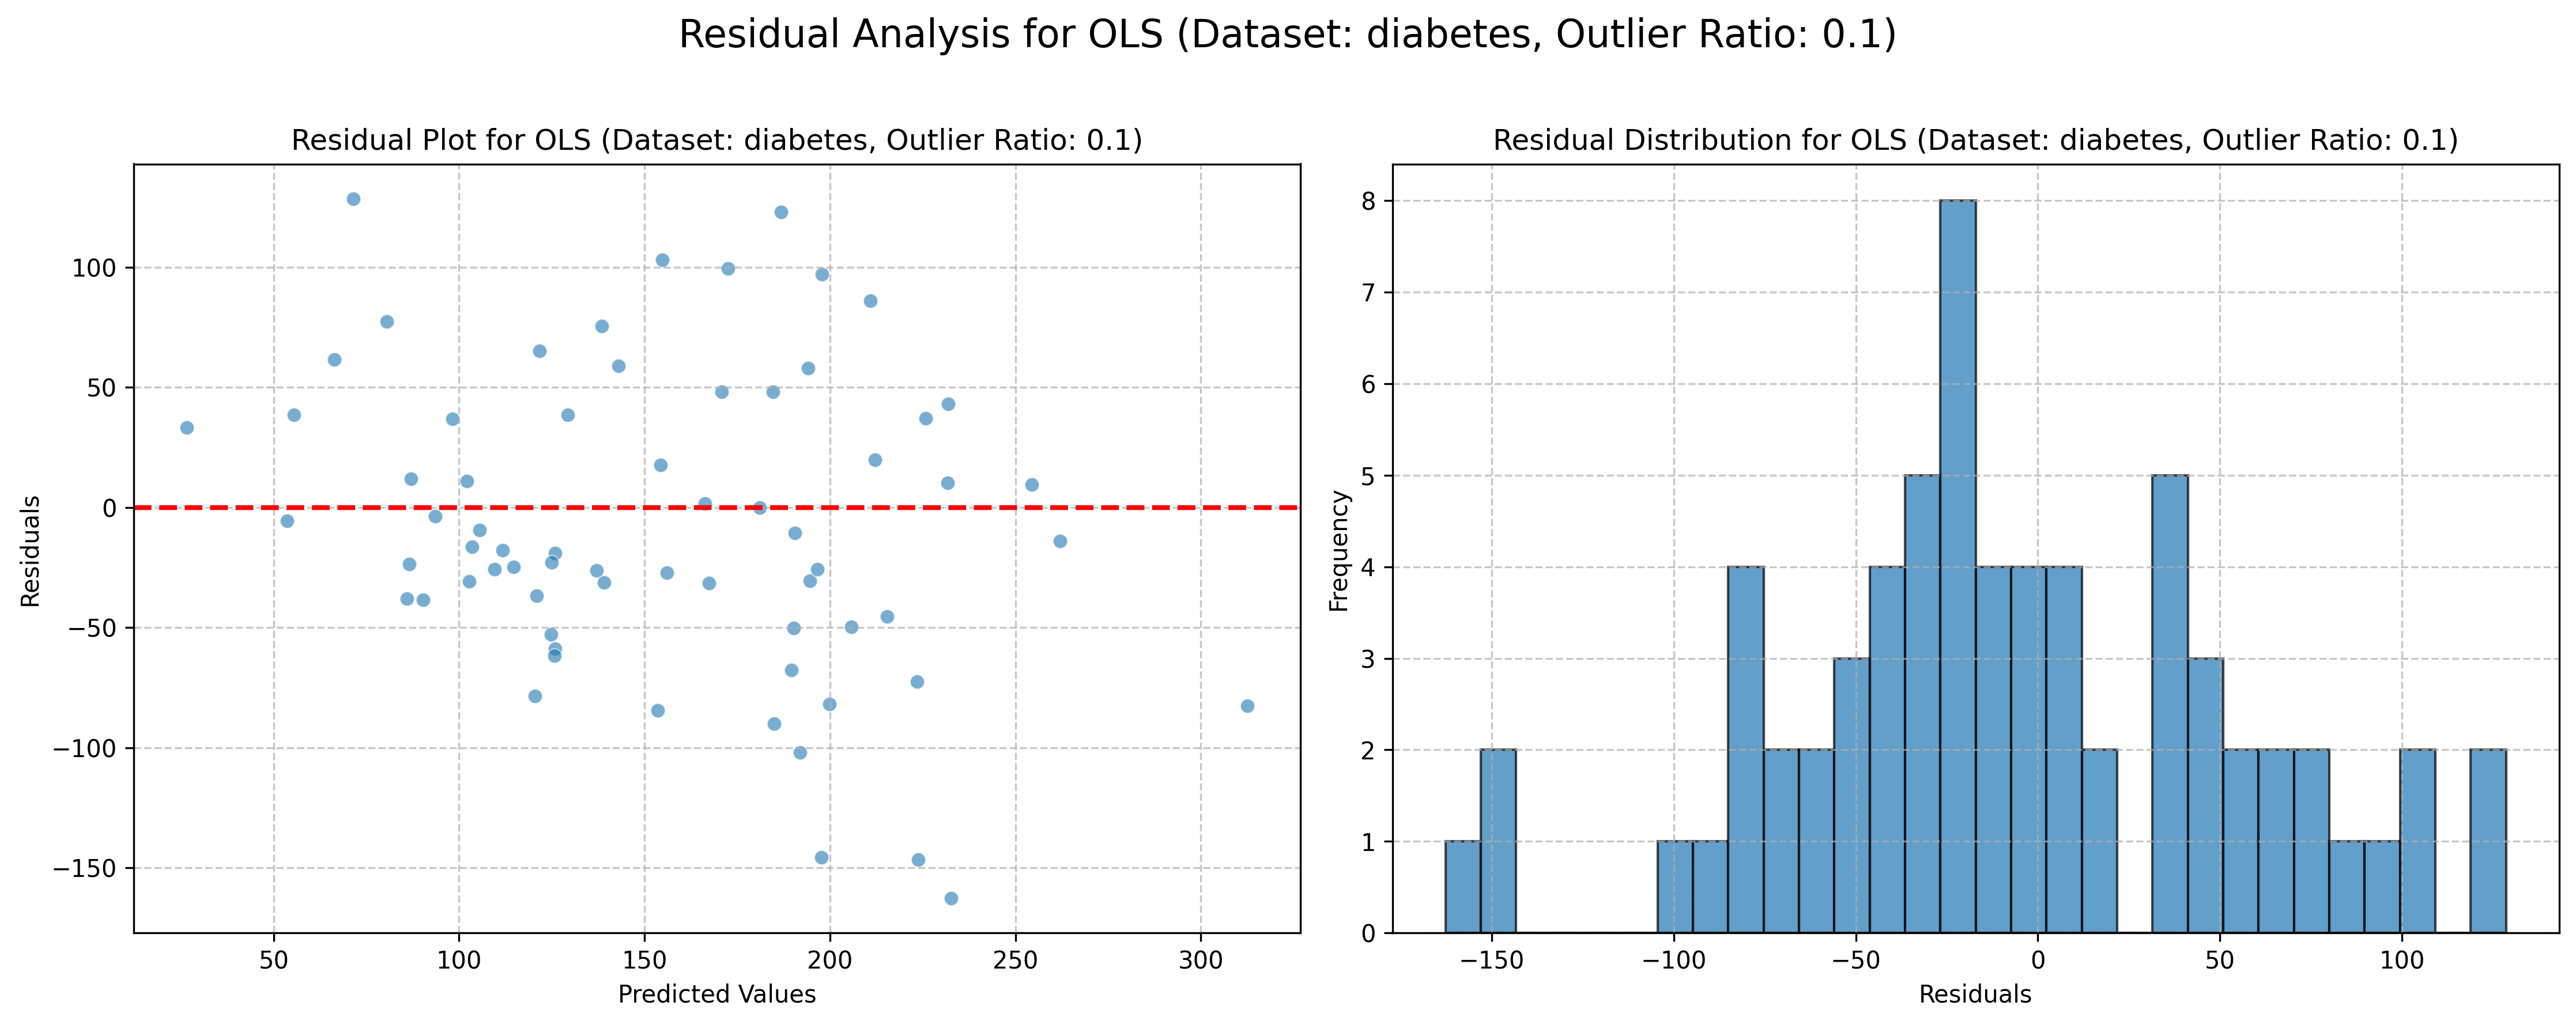 Residual Analysis for OLS (Dataset: diabetes, Outlier Ratio: 0.1)
Residual Plot for OLS (Dataset: diabetes, Outlier Ratio: 0.1)
100
50
0
−50
−100
−150
Residuals
50 100 150 200 250 300
Predicted Values
Residual Distribution for OLS (Dataset: diabetes, Outlier Ratio: 0.1)
8
7
6
5
4
3
2
1
0
Frequency
−150 −100 −50 0 50 100
Residuals